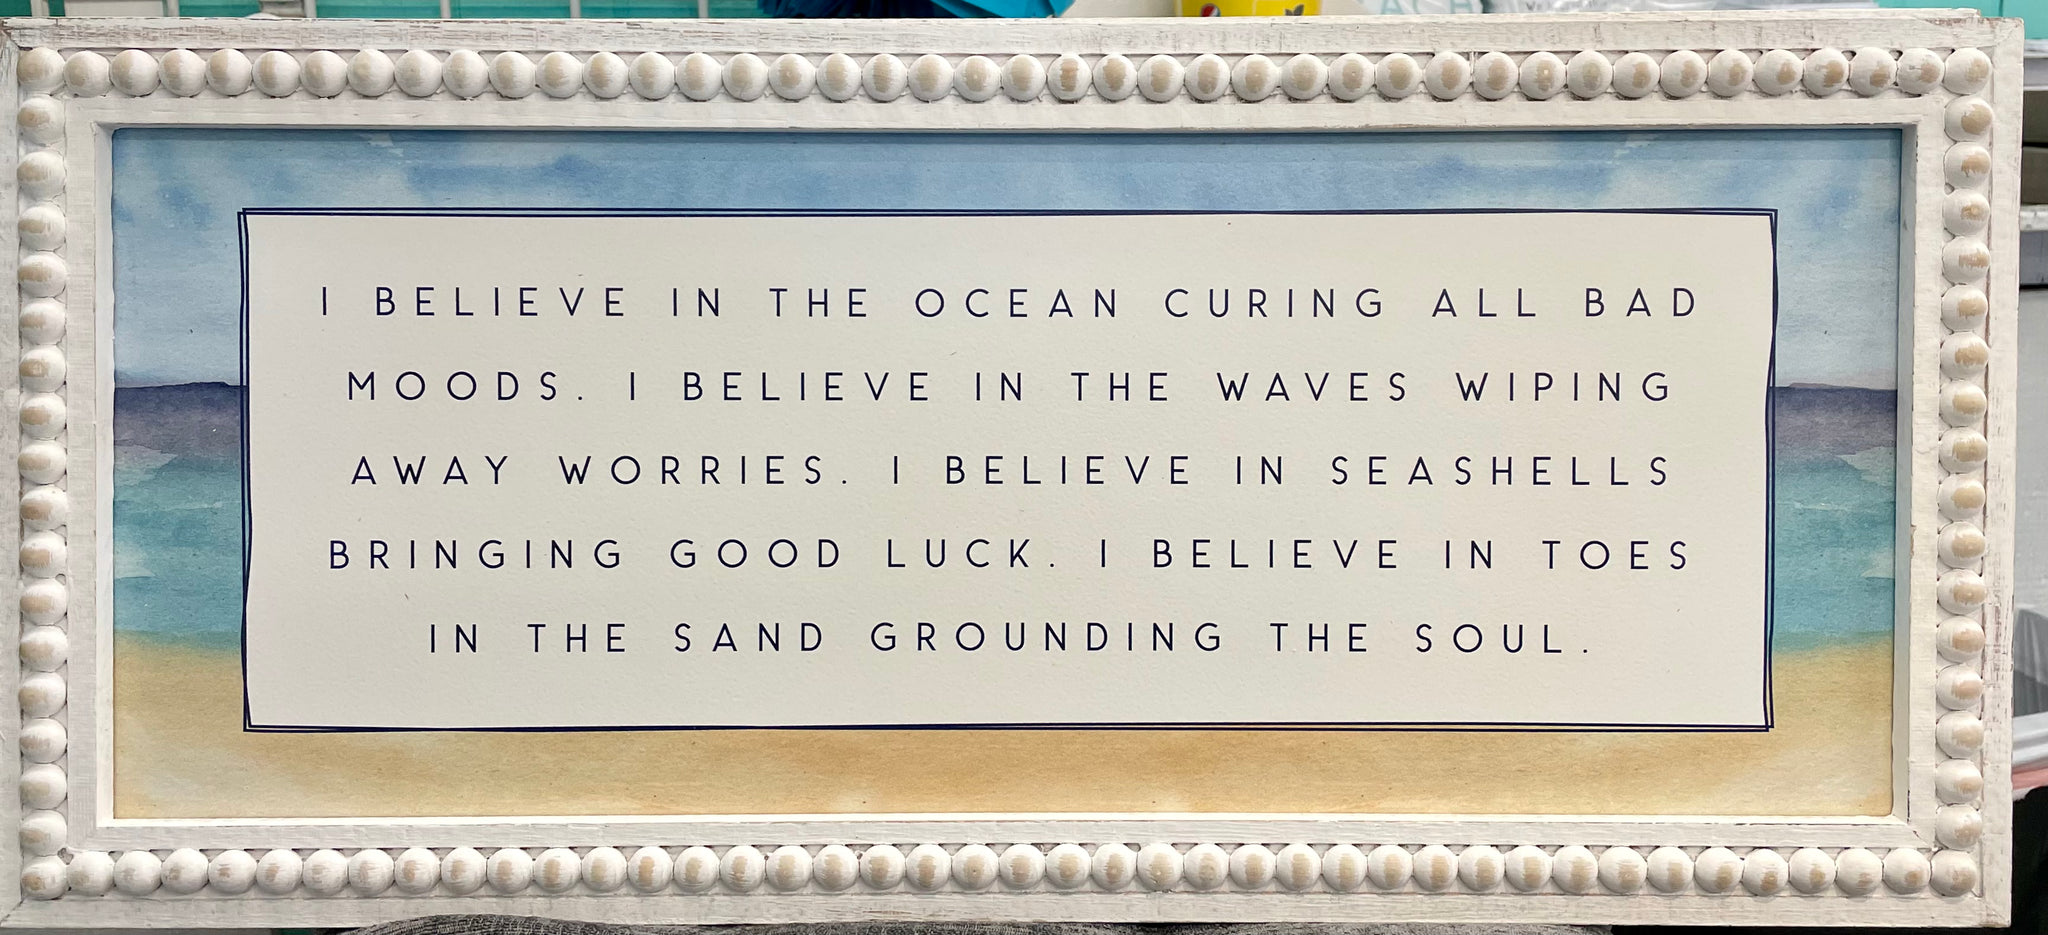 I BELIEVE IN THE OCEAN CURING ALL BAD
MOODS. I BELIEVE IN THE WAVES WIPING
AWAY WORRIES. I BELIEVE IN SEASHELLS
BRINGING GOOD LUCK. I BELIEVE IN TOES
IN THE SAND GROUNDING THE SOUL.